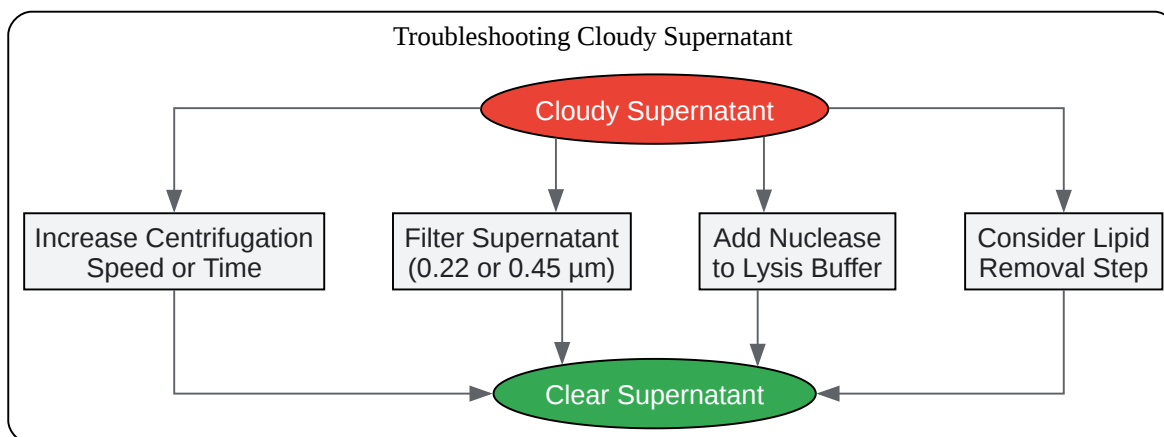 Troubleshooting Cloudy Supernatant
Cloudy Supernatant
Increase Centrifugation
Speed or Time
Filter Supernatant
(0.22 or 0.45 µm)
Add Nuclease
to Lysis Buffer
Consider Lipid
Removal Step
Clear Supernatant